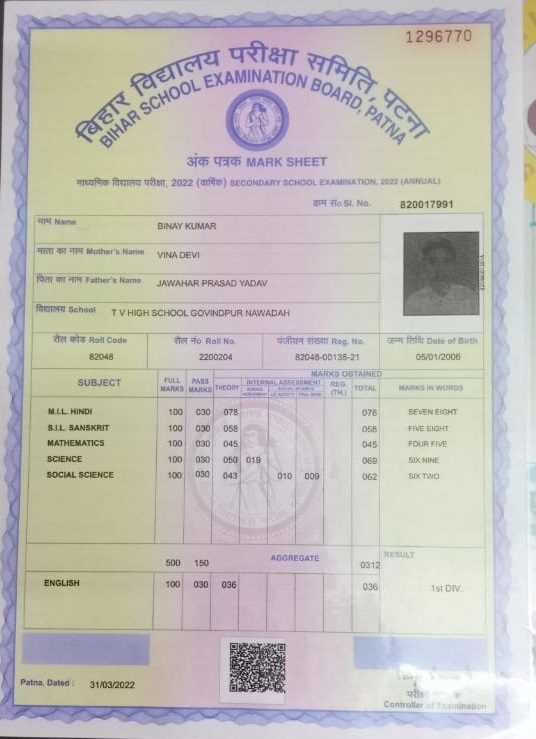 1296770
बिहार विद्यालय परीक्षा समिति, पटना
BIHAR SCHOOL EXAMINATION BOARD, PATNA
अंक पत्रक MARK SHEET
माध्यमिक विद्यालय परीक्षा, 2022 (वार्षिक) SECONDARY SCHOOL EXAMINATION, 2022 (ANNUAL)
क्रम सं० Sl. No. 820017991
नाम Name BINAY KUMAR
माता का नाम Mother's Name VINA DEVI
पिता का नाम Father's Name JAWAHAR PRASAD YADAV
विद्यालय School T V HIGH SCHOOL GOVINDPUR NAWADAH
रौल कोड Roll Code रौल नं० Roll No. पंजीयन संख्या Reg. No. जन्म तिथि Date of Birth
82048 2200204 82048-00135-21 05/01/2006
MARKS OBTAINED
SUBJECT FULL MARKS PASS MARKS THEORY INTERNAL ASSESSMENT REG. (TH.) TOTAL MARKS IN WORDS
M.I.L. HINDI 100 030 078 078 SEVEN EIGHT
S.I.L. SANSKRIT 100 030 058 058 FIVE EIGHT
MATHEMATICS 100 030 045 045 FOUR FIVE
SCIENCE 100 030 050 019 069 SIX NINE
SOCIAL SCIENCE 100 030 043 010 009 062 SIX TWO
500 150 AGGREGATE 0312 RESULT
ENGLISH 100 030 036 036 1st DIV.
Patna, Dated : 31/03/2022
Controller of Examination